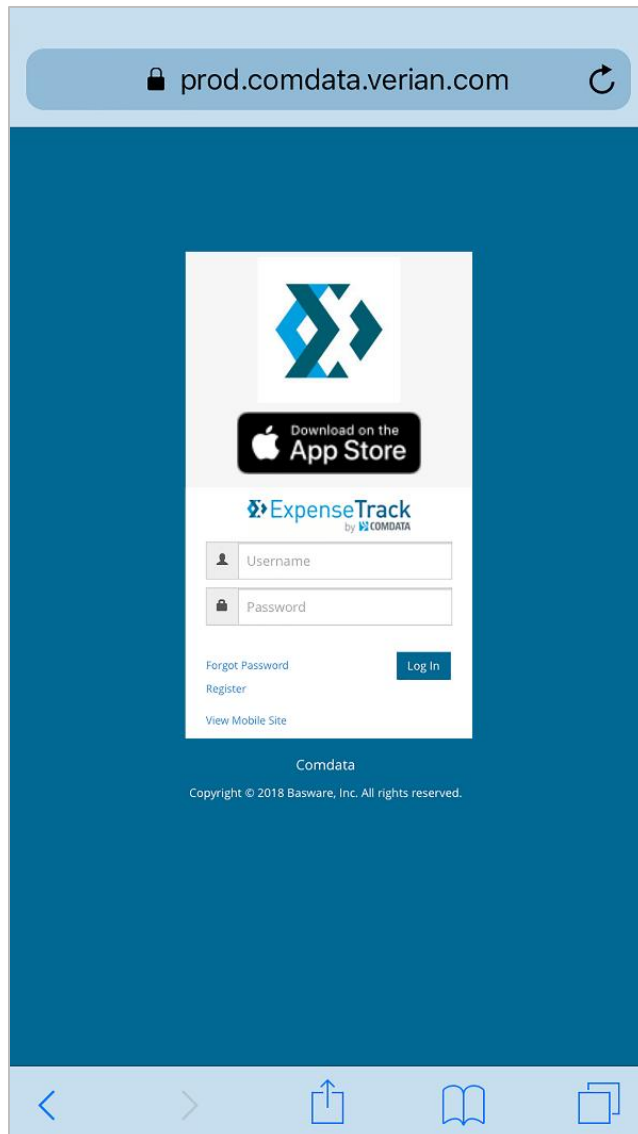 prod.comdata.verian.com
Download on the
App Store
ExpenseTrack
by COMDATA
Username
Password
Forgot Password
Log In
Register
View Mobile Site
Comdata
Copyright © 2018 Basware, Inc. All rights reserved.